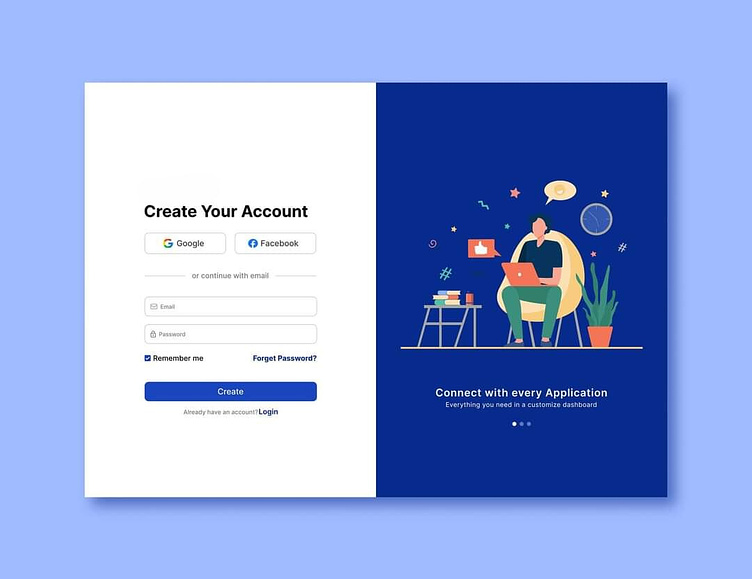 Create Your Account
Google
Facebook
or continue with email
Email
Password
Remember me
Forget Password?
Create
Already have an account?Login
#
#
Connect with every Application
Everything you need in a customize dashboard